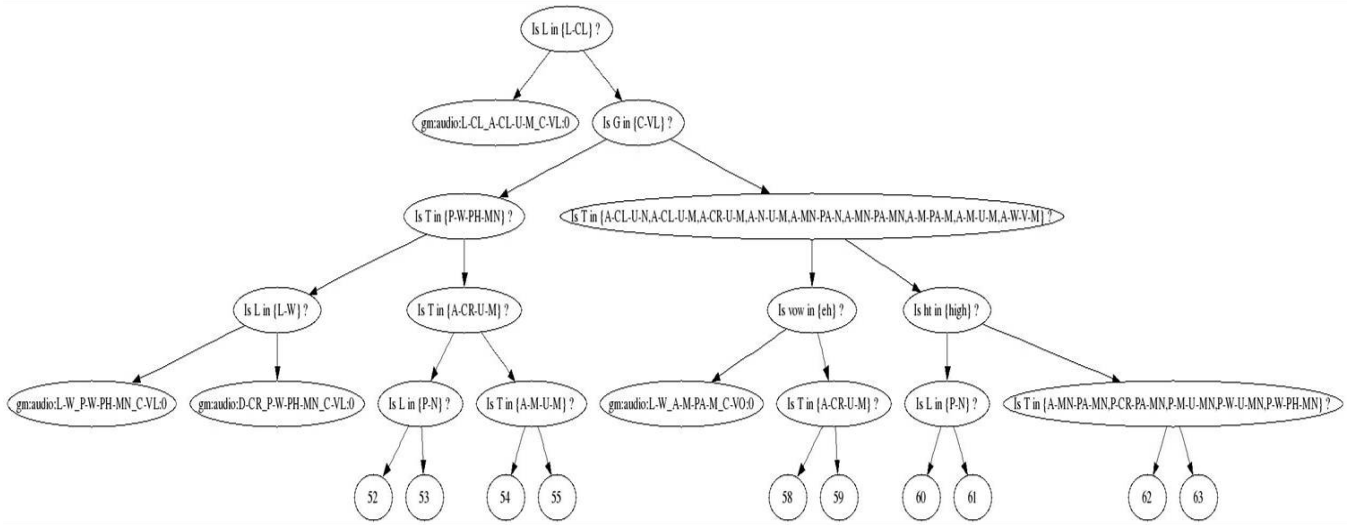 Is L in {L-CL} ?
gm:audio:L-CL_A-CL-U-M_C-VL:0
Is G in {C-VL} ?
Is T in {P-W-PH-MN} ?
Is T in {A-CL-U-N,A-CL-U-M,A-CR-U-M,A-N-U-M,A-MN-PA-N,A-MN-PA-MN,A-M-PA-M,A-M-U-M,A-W-V-M} ?
Is L in {L-W} ?
Is T in {A-CR-U-M} ?
Is vow in {eh} ?
Is ht in {high} ?
gm:audio:L-W_P-W-PH-MN_C-VL:0
gm:audio:D-CR_P-W-PH-MN_C-VL:0
Is L in {P-N} ?
Is T in {A-M-U-M} ?
gm:audio:L-W_A-M-PA-M_C-VO:0
Is T in {A-CR-U-M} ?
Is L in {P-N} ?
Is T in {A-MN-PA-MN,P-CR-PA-MN,P-M-U-MN,P-W-U-MN,P-W-PH-MN} ?
52
53
54
55
58
59
60
61
62
63